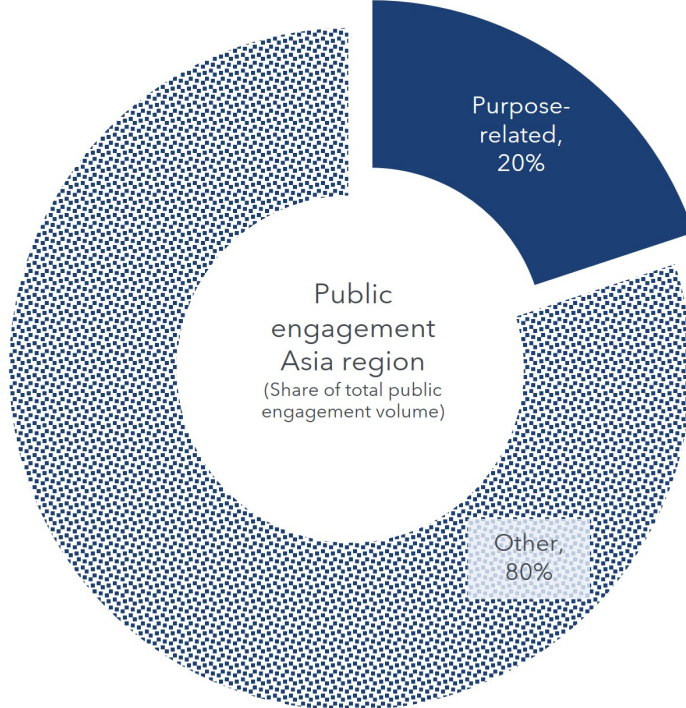 Purpose-
related,
20%
Public
engagement
Asia region
(Share of total public
engagement volume)
Other,
80%